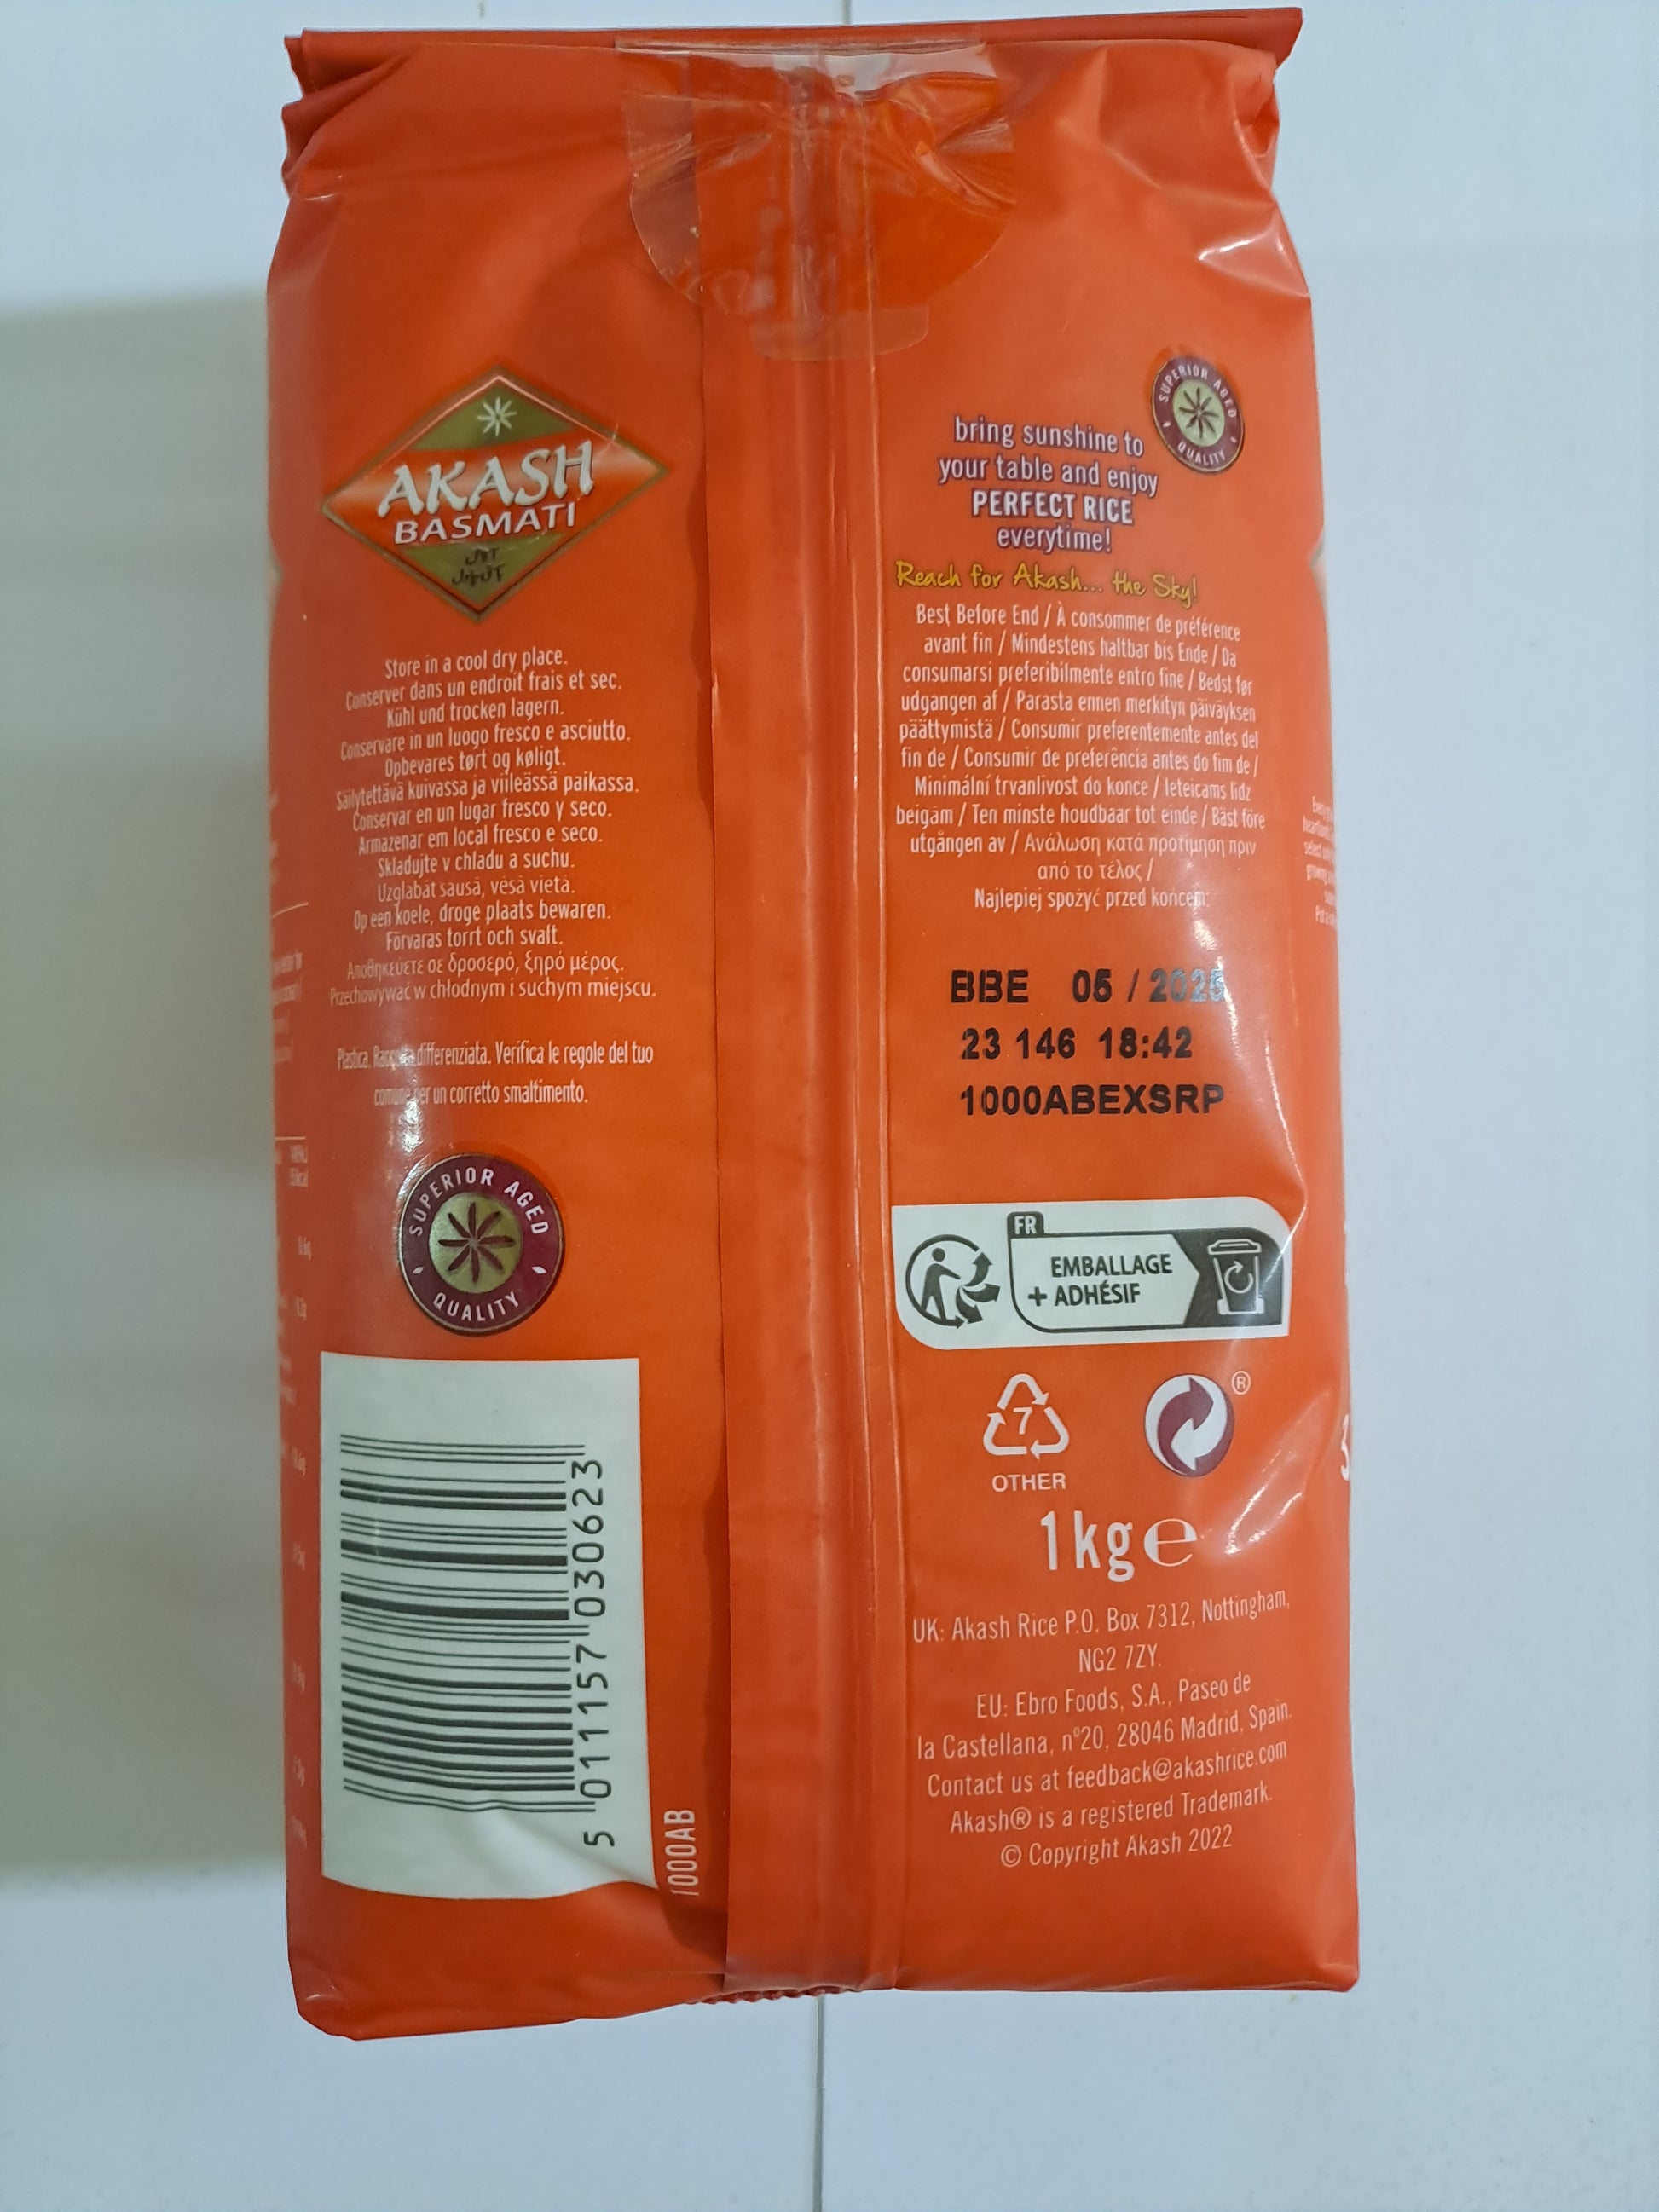 AKASH
BASMATI
Store in a cool dry place.
Conserver dans un endroit frais et sec.
Kühl und trocken lagern.
Conservare in un luogo fresco e asciutto.
Opbevares tørt og køligt.
Säilytettävä kuivassa ja viileässä paikassa.
Conservar en un lugar fresco y seco.
Armazenar em local fresco e seco.
Skladujte v chladu a suchu.
Uzglabāt sausā, vēsā vietā.
Op een koele, droge plaats bewaren.
Förvaras torrt och svalt.
Αποθηκεύετε σε δροσερό, ξηρό μέρος.
Przechowywać w chłodnym i suchym miejscu.
Plastica. Raccolta differenziata. Verifica le regole del tuo
comune per un corretto smaltimento.
SUPERIOR AGED
QUALITY
5 011157 030623
1000AB
SUPERIOR AGED
QUALITY
bring sunshine to
your table and enjoy
PERFECT RICE
everytime!
Reach for Akash... the Sky!
Best Before End / À consommer de préférence
avant fin / Mindestens haltbar bis Ende / Da
consumarsi preferibilmente entro fine / Bedst før
udgangen af / Parasta ennen merkityn päiväyksen
päättymistä / Consumir preferentemente antes del
fin de / Consumir de preferência antes do fim de /
Minimální trvanlivost do konce / Ieteicams līdz
beigām / Ten minste houdbaar tot einde / Bäst före
utgången av / Ανάλωση κατά προτίμηση πριν
από το τέλος /
Najlepiej spożyć przed końcem:
BBE 05 / 2025
23 146 18:42
1000ABEXSRP
FR
EMBALLAGE
+ ADHÉSIF
7
OTHER
®
1kg ℮
UK: Akash Rice P.O. Box 7312, Nottingham,
NG2 7ZY.
EU: Ebro Foods, S.A., Paseo de
la Castellana, nº20, 28046 Madrid, Spain.
Contact us at feedback@akashrice.com
Akash® is a registered Trademark.
© Copyright Akash 2022